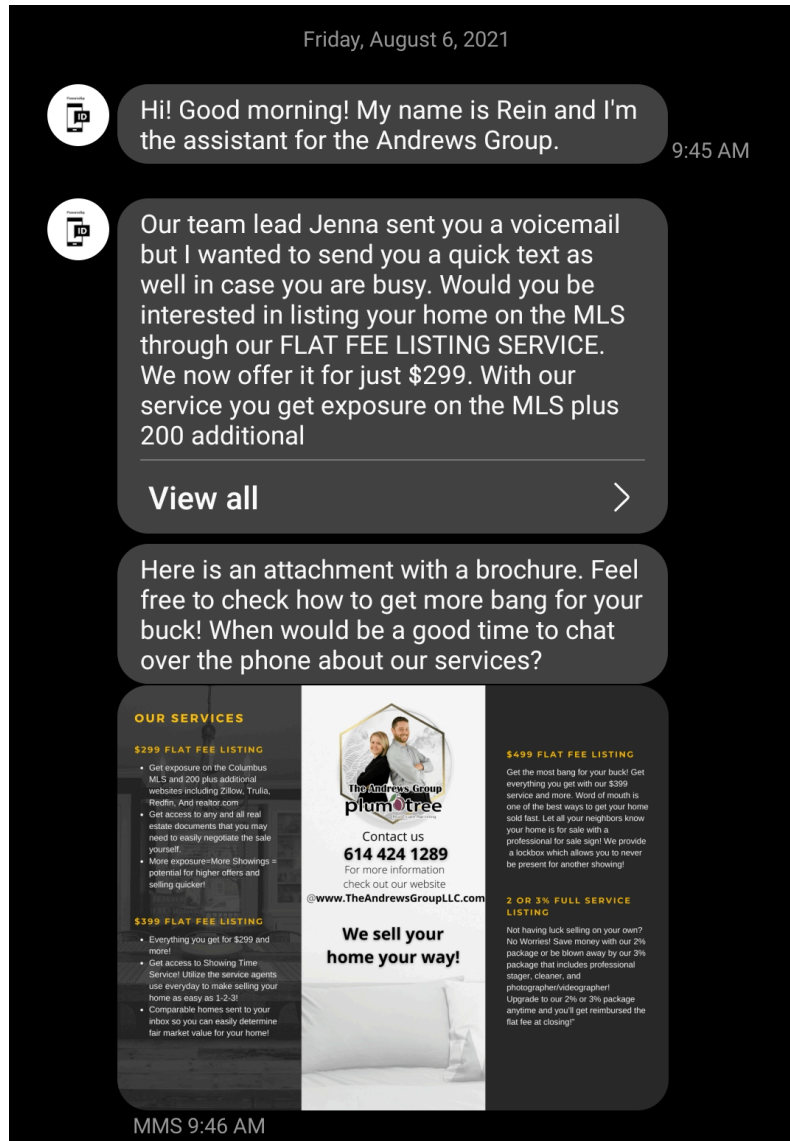 Friday, August 6, 2021
Hi! Good morning! My name is Rein and I'm
the assistant for the Andrews Group.
9:45 AM
ID
Our team lead Jenna sent you a voicemail
but I wanted to send you a quick text as
well in case you are busy. Would you be
interested in listing your home on the MLS
through our FLAT FEE LISTING SERVICE.
We now offer it for just $299. With our
service you get exposure on the MLS plus
200 additional
ID
View all
Here is an attachment with a brochure. Feel
free to check how to get more bang for your
buck! When would be a good time to chat
over the phone about our services?
OUR SERVICES
$299 FLAT FEE LISTING
• Get exposure on the Columbus
MLS and 200 plus additional
websites including Zillow, Trulia,
Redfin, And realtor.com
• Get access to any and all real
estate documents that you may
need to easily negotiate the sale
yourself.
• More exposure=More Showings =
potential for higher offers and
selling quicker!
$399 FLAT FEE LISTING
• Everything you get for $299 and
more!
• Get access to Showing Time
Service! Utilize the service agents
use everyday to make selling your
home as easy as 1-2-3!
• Comparable homes sent to your
inbox so you can easily determine
fair market value for your home!
The Andrews Group
plum tree
Contact us
614 424 1289
For more information
check out our website
@www.TheAndrewsGroupLLC.com
We sell your
home your way!
$499 FLAT FEE LISTING
Get the most bang for your buck! Get
everything you get with our $399
service and more. Word of mouth is
one of the best ways to get your home
sold fast. Let all your neighbors know
your home is for sale with a
professional for sale sign! We provide
a lockbox which allows you to never
be present for another showing!
2 OR 3% FULL SERVICE
LISTING
Not having luck selling on your own?
No Worries! Save money with our 2%
package or be blown away by our 3%
package that includes professional
stager, cleaner, and
photographer/videographer!
Upgrade to our 2% or 3% package
anytime and you'll get reimbursed the
flat fee at closing!"
MMS 9:46 AM